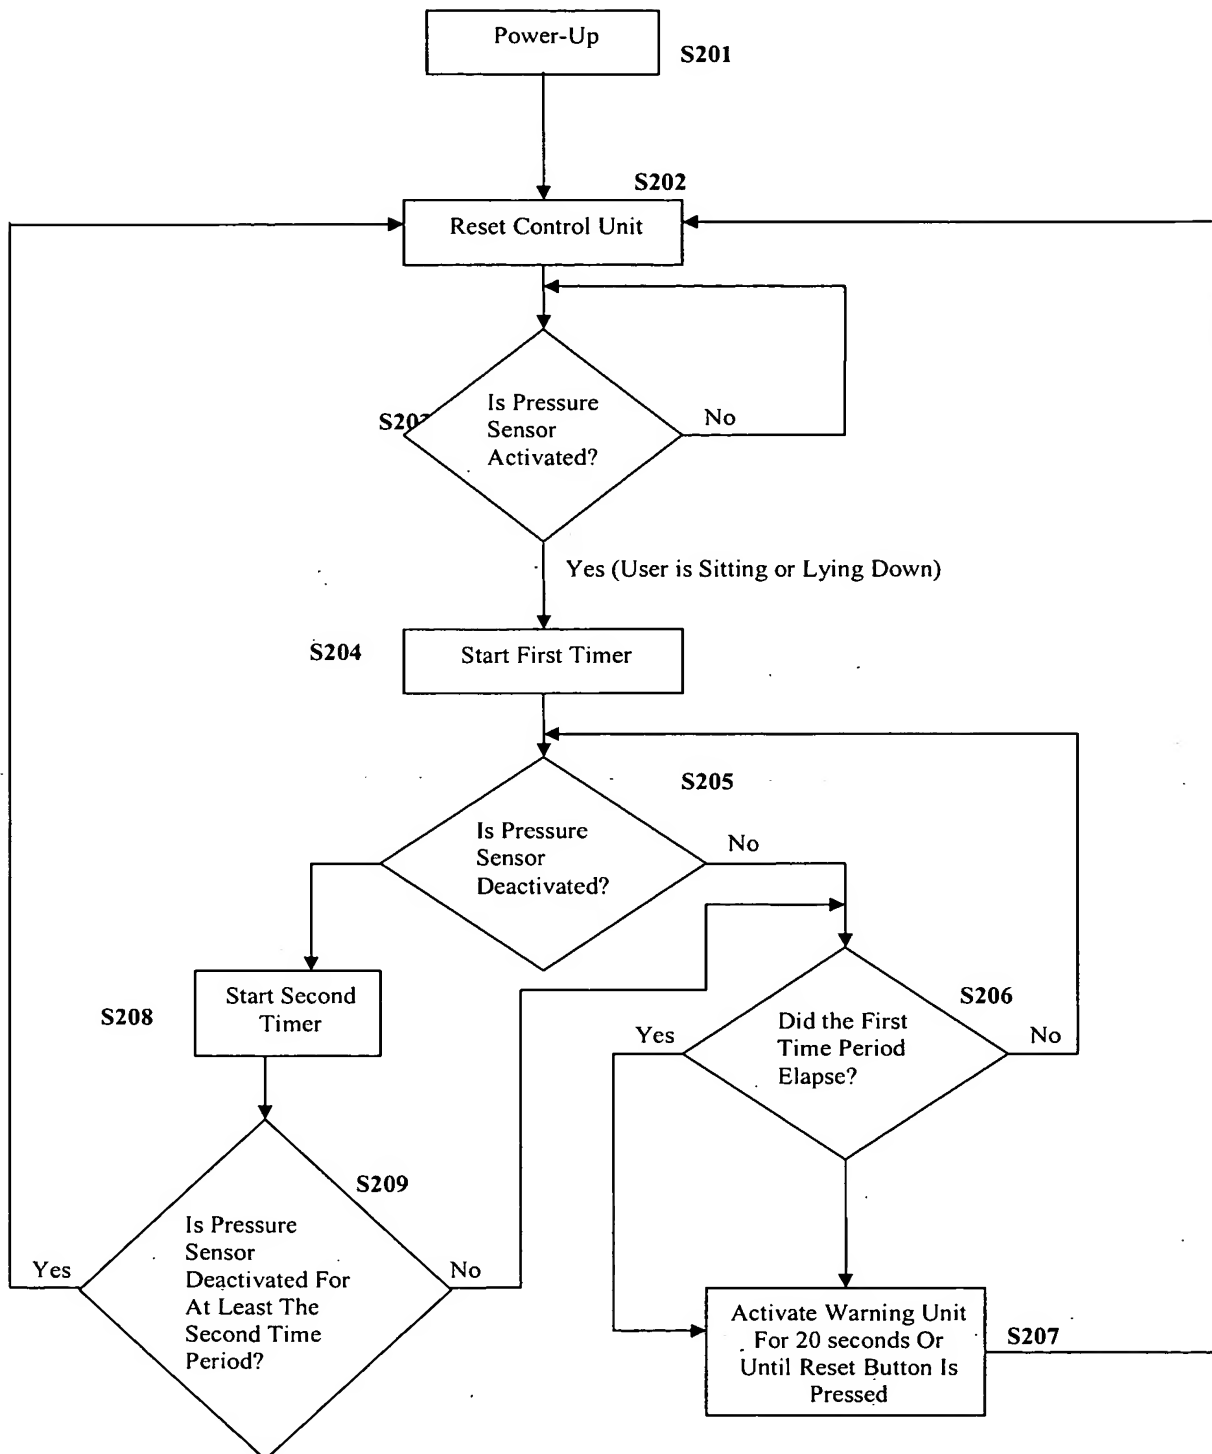 Power-Up
S201
S202
Reset Control Unit
Is Pressure
Sensor
Activated?
No
Yes (User is Sitting or Lying Down)
S204
Start First Timer
S205
Is Pressure
Sensor
Deactivated?
No
Start Second
Timer
S208
S206
Did the First
Time Period
Elapse?
Yes
No
S209
Is Pressure
Sensor
Deactivated For
At Least The
Second Time
Period?
Yes
No
Activate Warning Unit
For 20 seconds Or
Until Reset Button Is
Pressed
S207